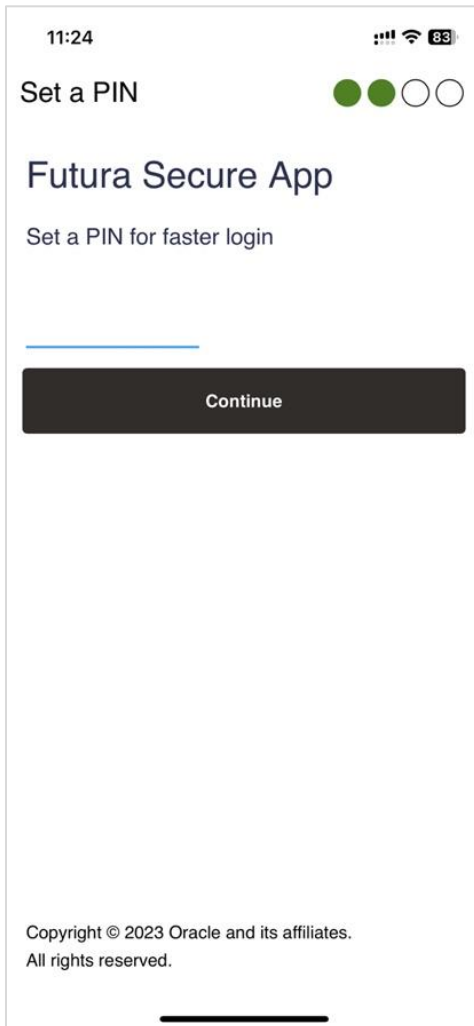 11:24
83
Set a PIN
Futura Secure App
Set a PIN for faster login
Continue
Copyright © 2023 Oracle and its affiliates.
All rights reserved.